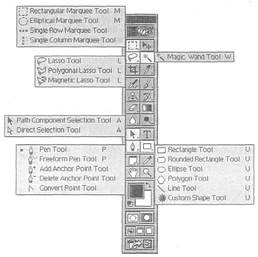 Rectangular Marquee Tool M
Elliptical Marquee Tool M
Single Row Marquee Tool
Single Column Marquee Tool
Magic Wand Tool W
Lasso Tool L
Polygonal Lasso Tool L
Magnetic Lasso Tool L
Path Component Selection Tool A
Direct Selection Tool A
Pen Tool P
Freeform Pen Tool P
Add Anchor Point Tool
Delete Anchor Point Tool
Convert Point Tool
Rectangle Tool U
Rounded Rectangle Tool U
Ellipse Tool U
Polygon Tool U
Line Tool U
Custom Shape Tool U